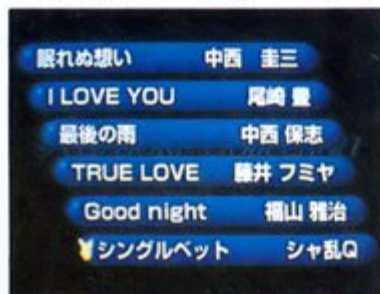 眠れぬ想い 中西 圭三
I LOVE YOU 尾崎 豊
最後の雨 中西 保志
TRUE LOVE 藤井 フミヤ
Good night 福山 雅治
シングルベット シャ乱Q